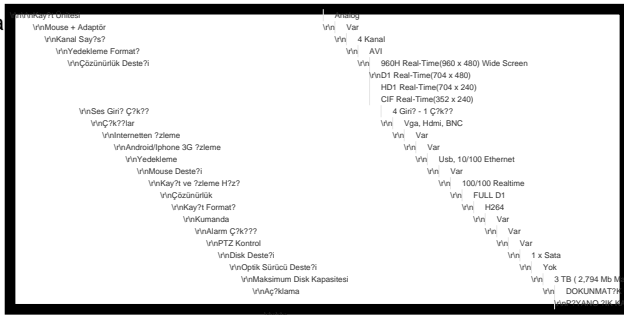 a
\r\n\r\n\r\nKay?t Ünitesi Analog
\r\nMouse + Adaptör \r\n Var
\r\nKanal Say?s? \r\n 4 Kanal
\r\nYedekleme Format? \r\n AVI
\r\nÇözünürlük Deste?i \r\n 960H Real-Time(960 x 480) Wide Screen
\r\nD1 Real-Time(704 x 480)
HD1 Real-Time(704 x 240)
CIF Real-Time(352 x 240)
\r\nSes Giri? Ç?k?? 4 Giri? - 1 Ç?k??
\r\nÇ?k??lar \r\n Vga, Hdmi, BNC
\r\nInternetten ?zleme \r\n Var
\r\nAndroid/Iphone 3G ?zleme \r\n Var
\r\nYedekleme \r\n Usb, 10/100 Ethernet
\r\nMouse Deste?i \r\n Var
\r\nKay?t ve ?zleme H?z? \r\n 100/100 Realtime
\r\nÇözünürlük \r\n FULL D1
\r\nKay?t Format? \r\n H264
\r\nKumanda \r\n Var
\r\nAlarm Ç?k??? \r\n Var
\r\nPTZ Kontrol \r\n Var
\r\nDisk Deste?i \r\n 1 x Sata
\r\nOptik Sürücü Deste?i \r\n Yok
\r\nMaksimum Disk Kapasitesi \r\n 3 TB ( 2,794 Mb M
\r\nAç?klama \r\n DOKUNMAT?K